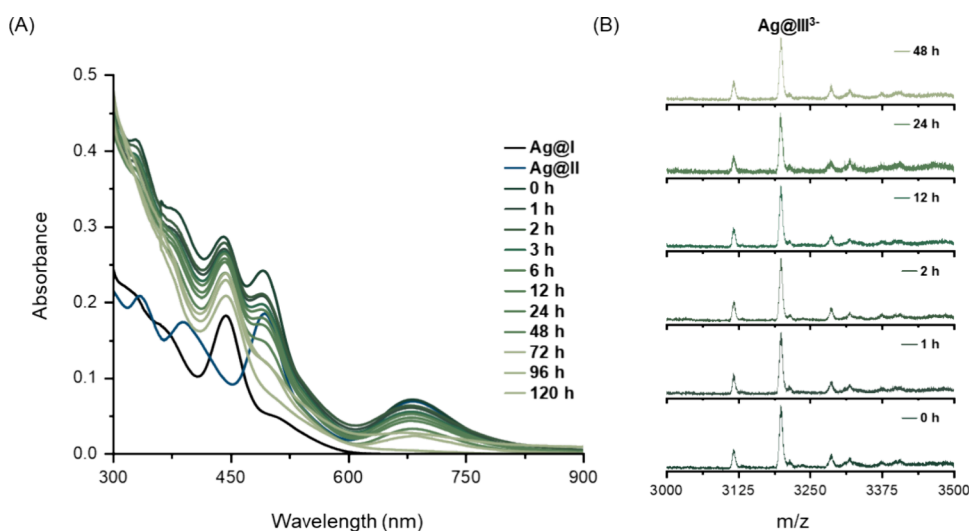 (A)
0.5
0.4
0.3
0.2
0.1
0.0
Absorbance
300
450
600
750
900
Wavelength (nm)
Ag@I
Ag@II
0 h
1 h
2 h
3 h
6 h
12 h
24 h
48 h
72 h
96 h
120 h
(B)
Ag@III³⁻
48 h
24 h
12 h
2 h
1 h
0 h
3000
3125
3250
3375
3500
m/z